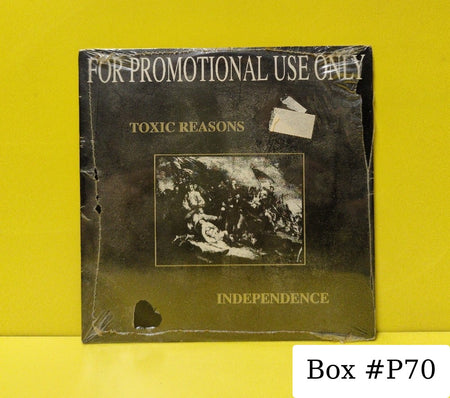 FOR PROMOTIONAL USE ONLY
TOXIC REASONS
INDEPENDENCE
Box #P70